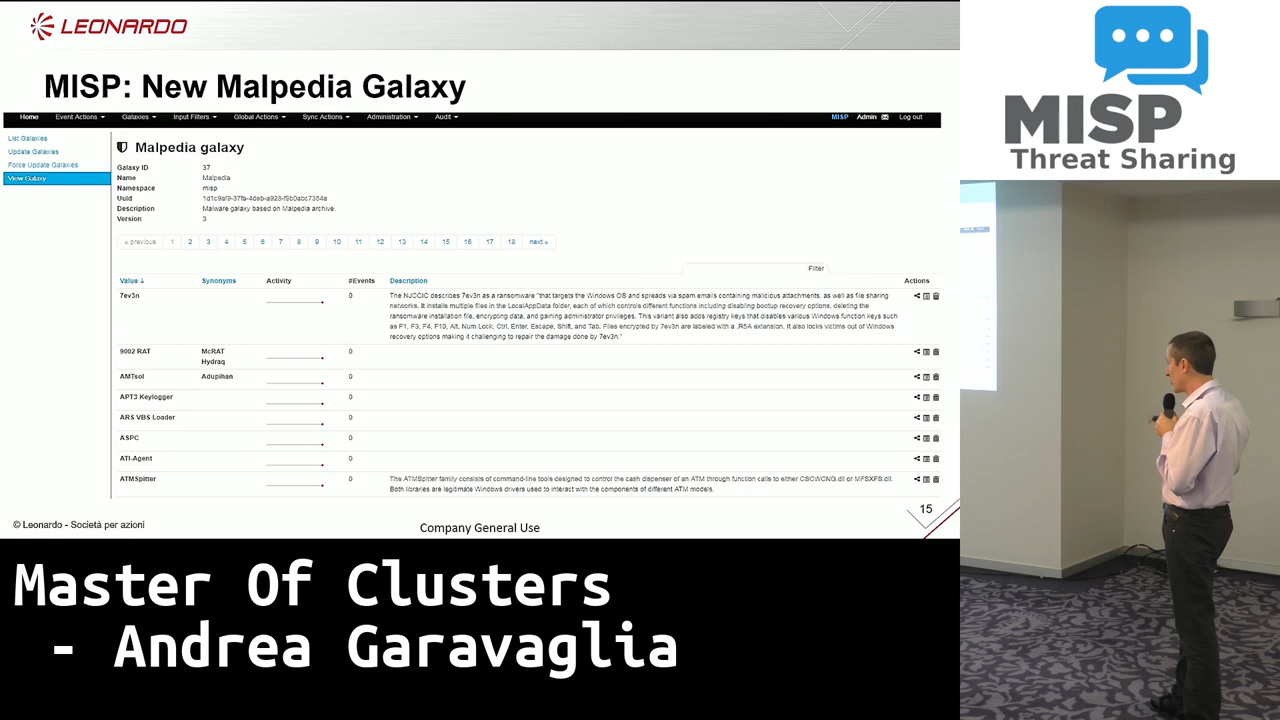 LEONARDO
MISP: New Malpedia Galaxy
Home Event Actions Galaxies Input Filters Global Actions Sync Actions Administration Audit MISP Admin Log out
List Galaxies
Update Galaxies
Force Update Galaxies
View Galaxy
Malpedia galaxy
Galaxy ID 37
Name Malpedia
Namespace misp
Uuid
Description Malware galaxy based on Malpedia archive.
Version 3
« previous 1 2 3 4 5 6 7 8 9 10 11 12 13 14 15 16 17 18 next »
Filter
Value ↓ Synonyms Activity #Events Description Actions
7ev3n 0 The NJCCIC describes 7ev3n as a ransomware "that targets the Windows OS and spreads via spam emails containing malicious attachments, as well as file sharing
networks. It installs multiple files in the LocalAppData folder, each of which controls different functions including disabling bootup recovery options, deleting the
ransomware installation file, encrypting data, and gaining administrator privileges. This variant also adds registry keys that disables various Windows function keys such
as F1, F3, F4, F10, Alt, Num Lock, Ctrl, Enter, Escape, Shift, and Tab. Files encrypted by 7ev3n are labeled with a .R5A extension. It also locks victims out of Windows
recovery options making it challenging to repair the damage done by 7ev3n."
9002 RAT McRAT 0
Hydraq
AMTsol Adupihan 0
APT3 Keylogger 0
ARS VBS Loader 0
ASPC 0
ATI-Agent 0
ATMSpitter 0 The ATMSpitter family consists of command-line tools designed to control the cash dispenser of an ATM through function calls to either CSCWCNG.dll or MFSXFS.dll.
Both libraries are legitimate Windows drivers used to interact with the components of different ATM models.
15
© Leonardo - Società per azioni
Company General Use
Master Of Clusters
- Andrea Garavaglia
MISP
Threat Sharing